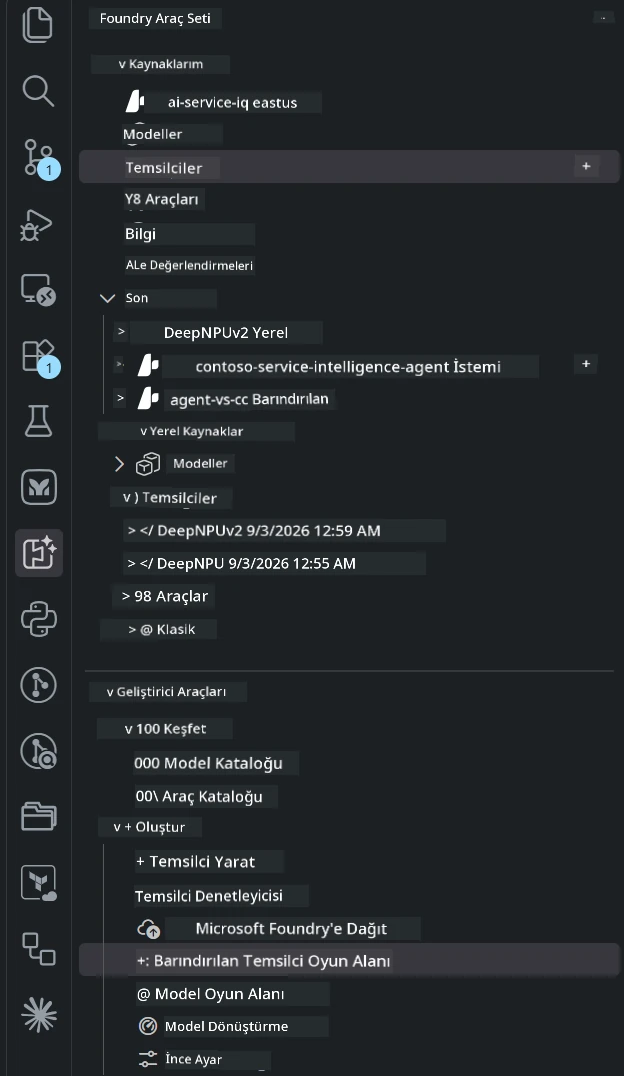 Foundry Araç Seti
v Kaynaklarım
ai-service-iq eastus
Modeller
Temsilciler +
Y8 Araçları
Bilgi
ALe Değerlendirmeleri
Son
1
> DeepNPUv2 Yerel
> contoso-service-intelligence-agent İstemi +
> agent-vs-cc Barındırılan
1
v Yerel Kaynaklar
Modeller
v ) Temsilciler
> </ DeepNPUv2 9/3/2026 12:59 AM
> </ DeepNPU 9/3/2026 12:55 AM
> 98 Araçlar
> @ Klasik
v Geliştirici Araçları
v 100 Keşfet
000 Model Kataloğu
00\ Araç Kataloğu
v + Oluştur
+ Temsilci Yarat
Temsilci Denetleyicisi
Microsoft Foundry'e Dağıt
+: Barındırılan Temsilci Oyun Alanı
@ Model Oyun Alanı
Model Dönüştürme
İnce Ayar